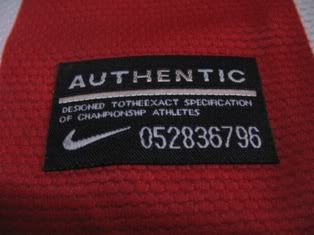 AUTHENTIC
DESIGNED TOTHEEXACT SPECIFICATION
OF CHAMPIONSHIP ATHLETES
052836796